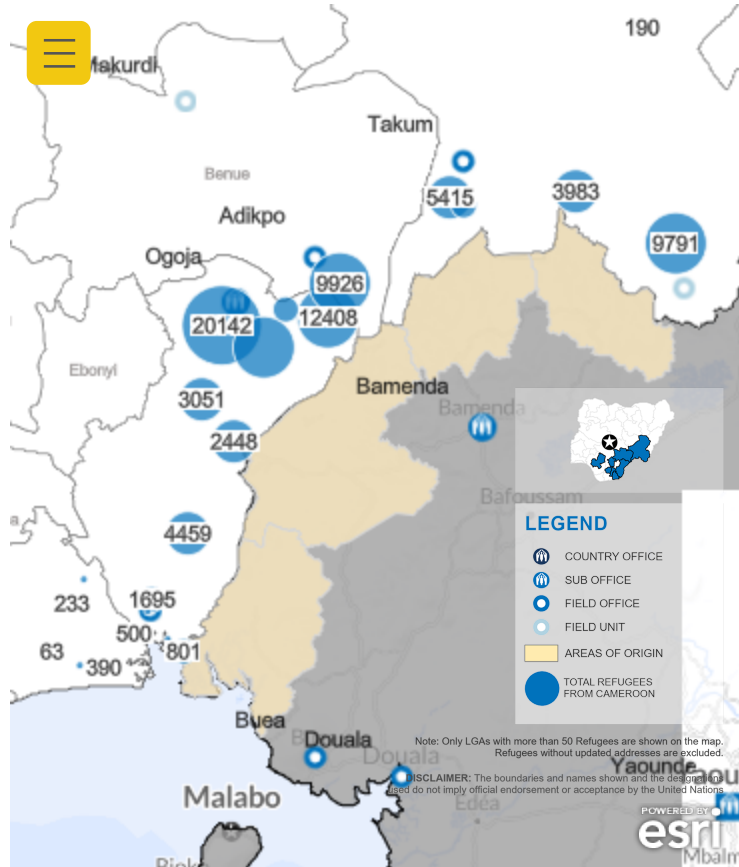 190
Makurdi
Takum
Benue
5415
3983
Adikpo
9791
Ogoja
9926
20142
12408
Ebonyi
Bamenda
3051
Bamenda
2448
Bafoussam
LEGEND
4459
COUNTRY OFFICE
SUB OFFICE
233
1695
FIELD OFFICE
500
FIELD UNIT
63
390
801
AREAS OF ORIGIN
TOTAL REFUGEES
FROM CAMEROON
Buea
Douala
Note: Only LGAs with more than 50 Refugees are shown on the map.
Refugees without updated addresses are excluded.
Douala
Yaounde
DISCLAIMER: The boundaries and names shown and the designations
used do not imply official endorsement or acceptance by the United Nations
Malabo
Edéa
POWERED BY
esri